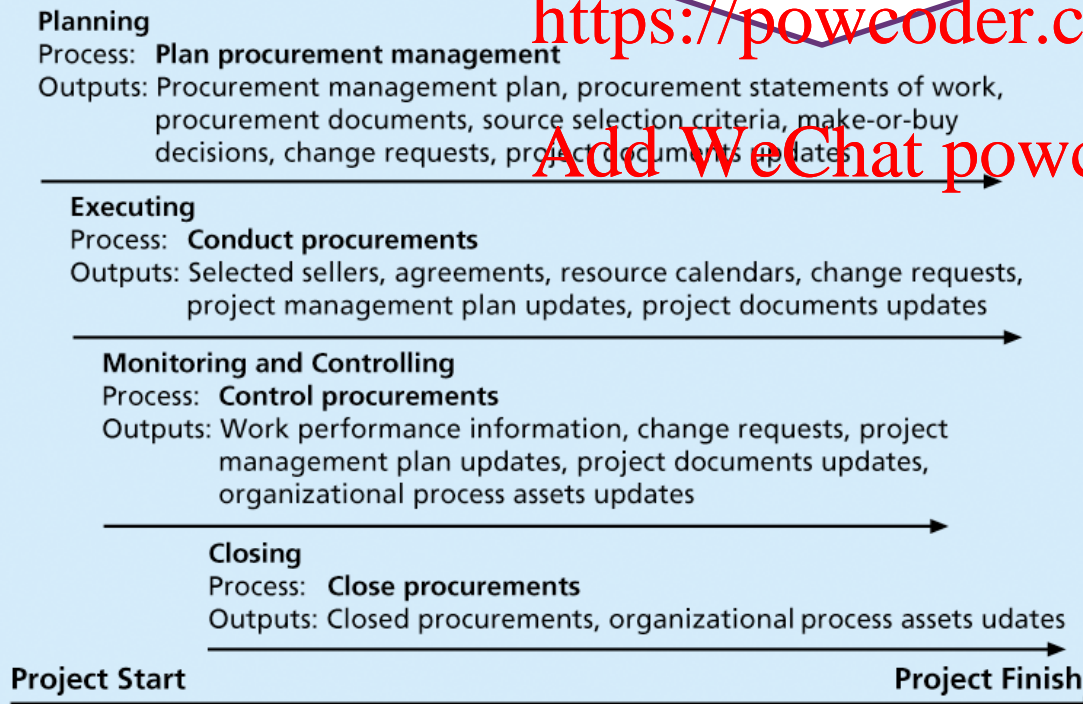 https://powcoder.c
Planning
Process: Plan procurement management
Outputs: Procurement management plan, procurement statements of work,
procurement documents, source selection criteria, make-or-buy
decisions, change requests, project documents updates
Add WeChat powc
Executing
Process: Conduct procurements
Outputs: Selected sellers, agreements, resource calendars, change requests,
project management plan updates, project documents updates
Monitoring and Controlling
Process: Control procurements
Outputs: Work performance information, change requests, project
management plan updates, project documents updates,
organizational process assets updates
Closing
Process: Close procurements
Outputs: Closed procurements, organizational process assets udates
Project Start Project Finish